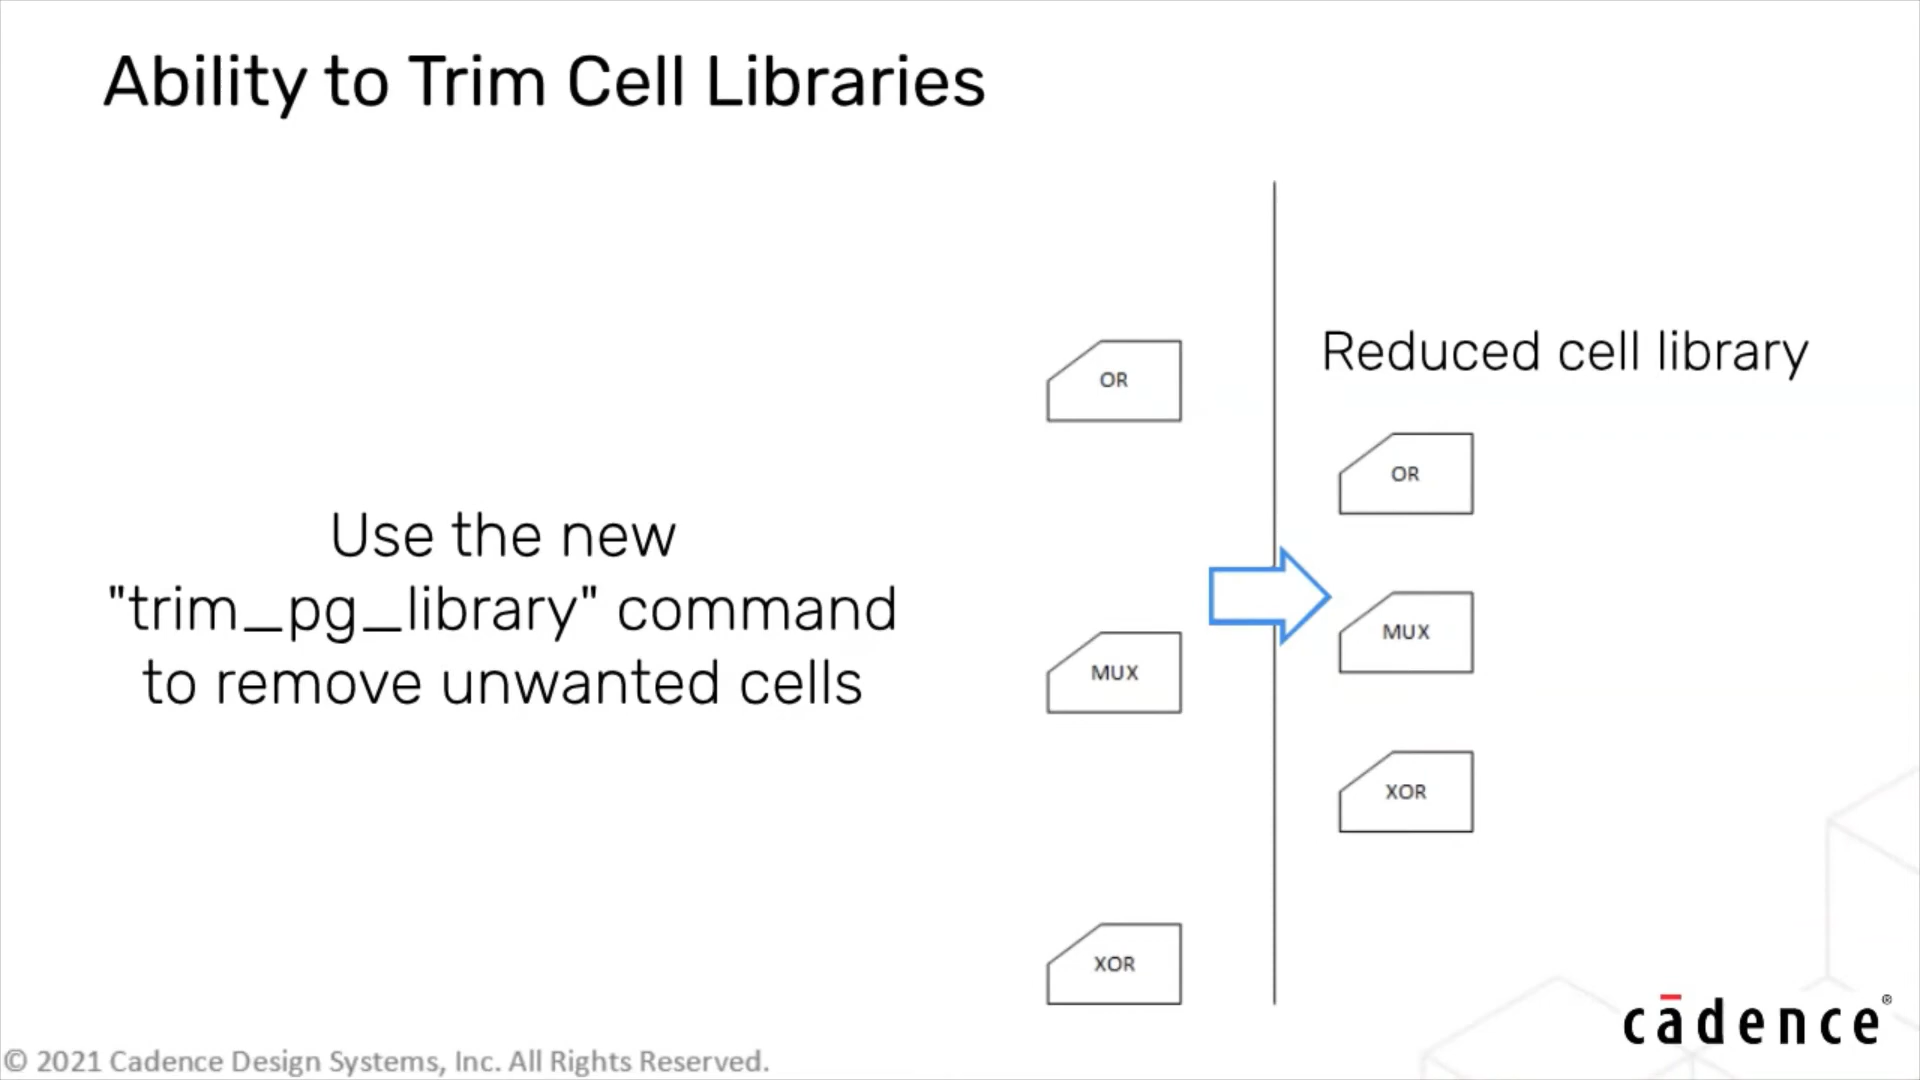 Ability to Trim Cell Libraries
Use the new
"trim_pg_library" command
to remove unwanted cells
OR
MUX
XOR
Reduced cell library
OR
MUX
XOR
cādence®
© 2021 Cadence Design Systems, Inc. All Rights Reserved.